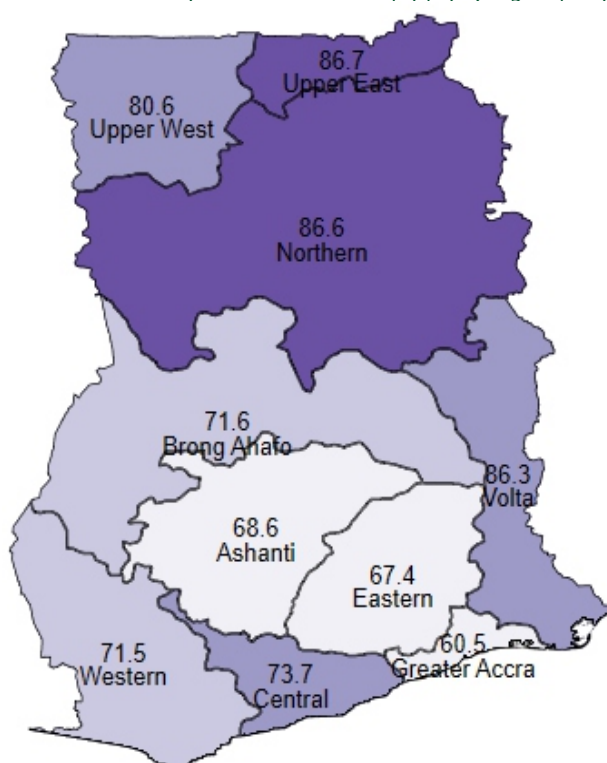 86.7
Upper East
80.6
Upper West
86.6
Northern
71.6
Brong Ahafo
86.3
Volta
68.6
Ashanti
67.4
Eastern
60.5
Greater Accra
71.5
Western
73.7
Central